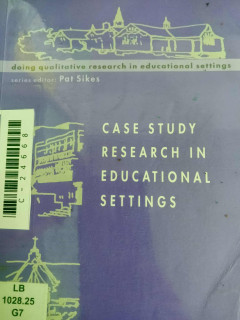 doing qualitative research in educational settings
series editor: Pat Sikes
CASE STUDY
RESEARCH IN
EDUCATIONAL
SETTINGS
C-24668
LB
1028.25
G7